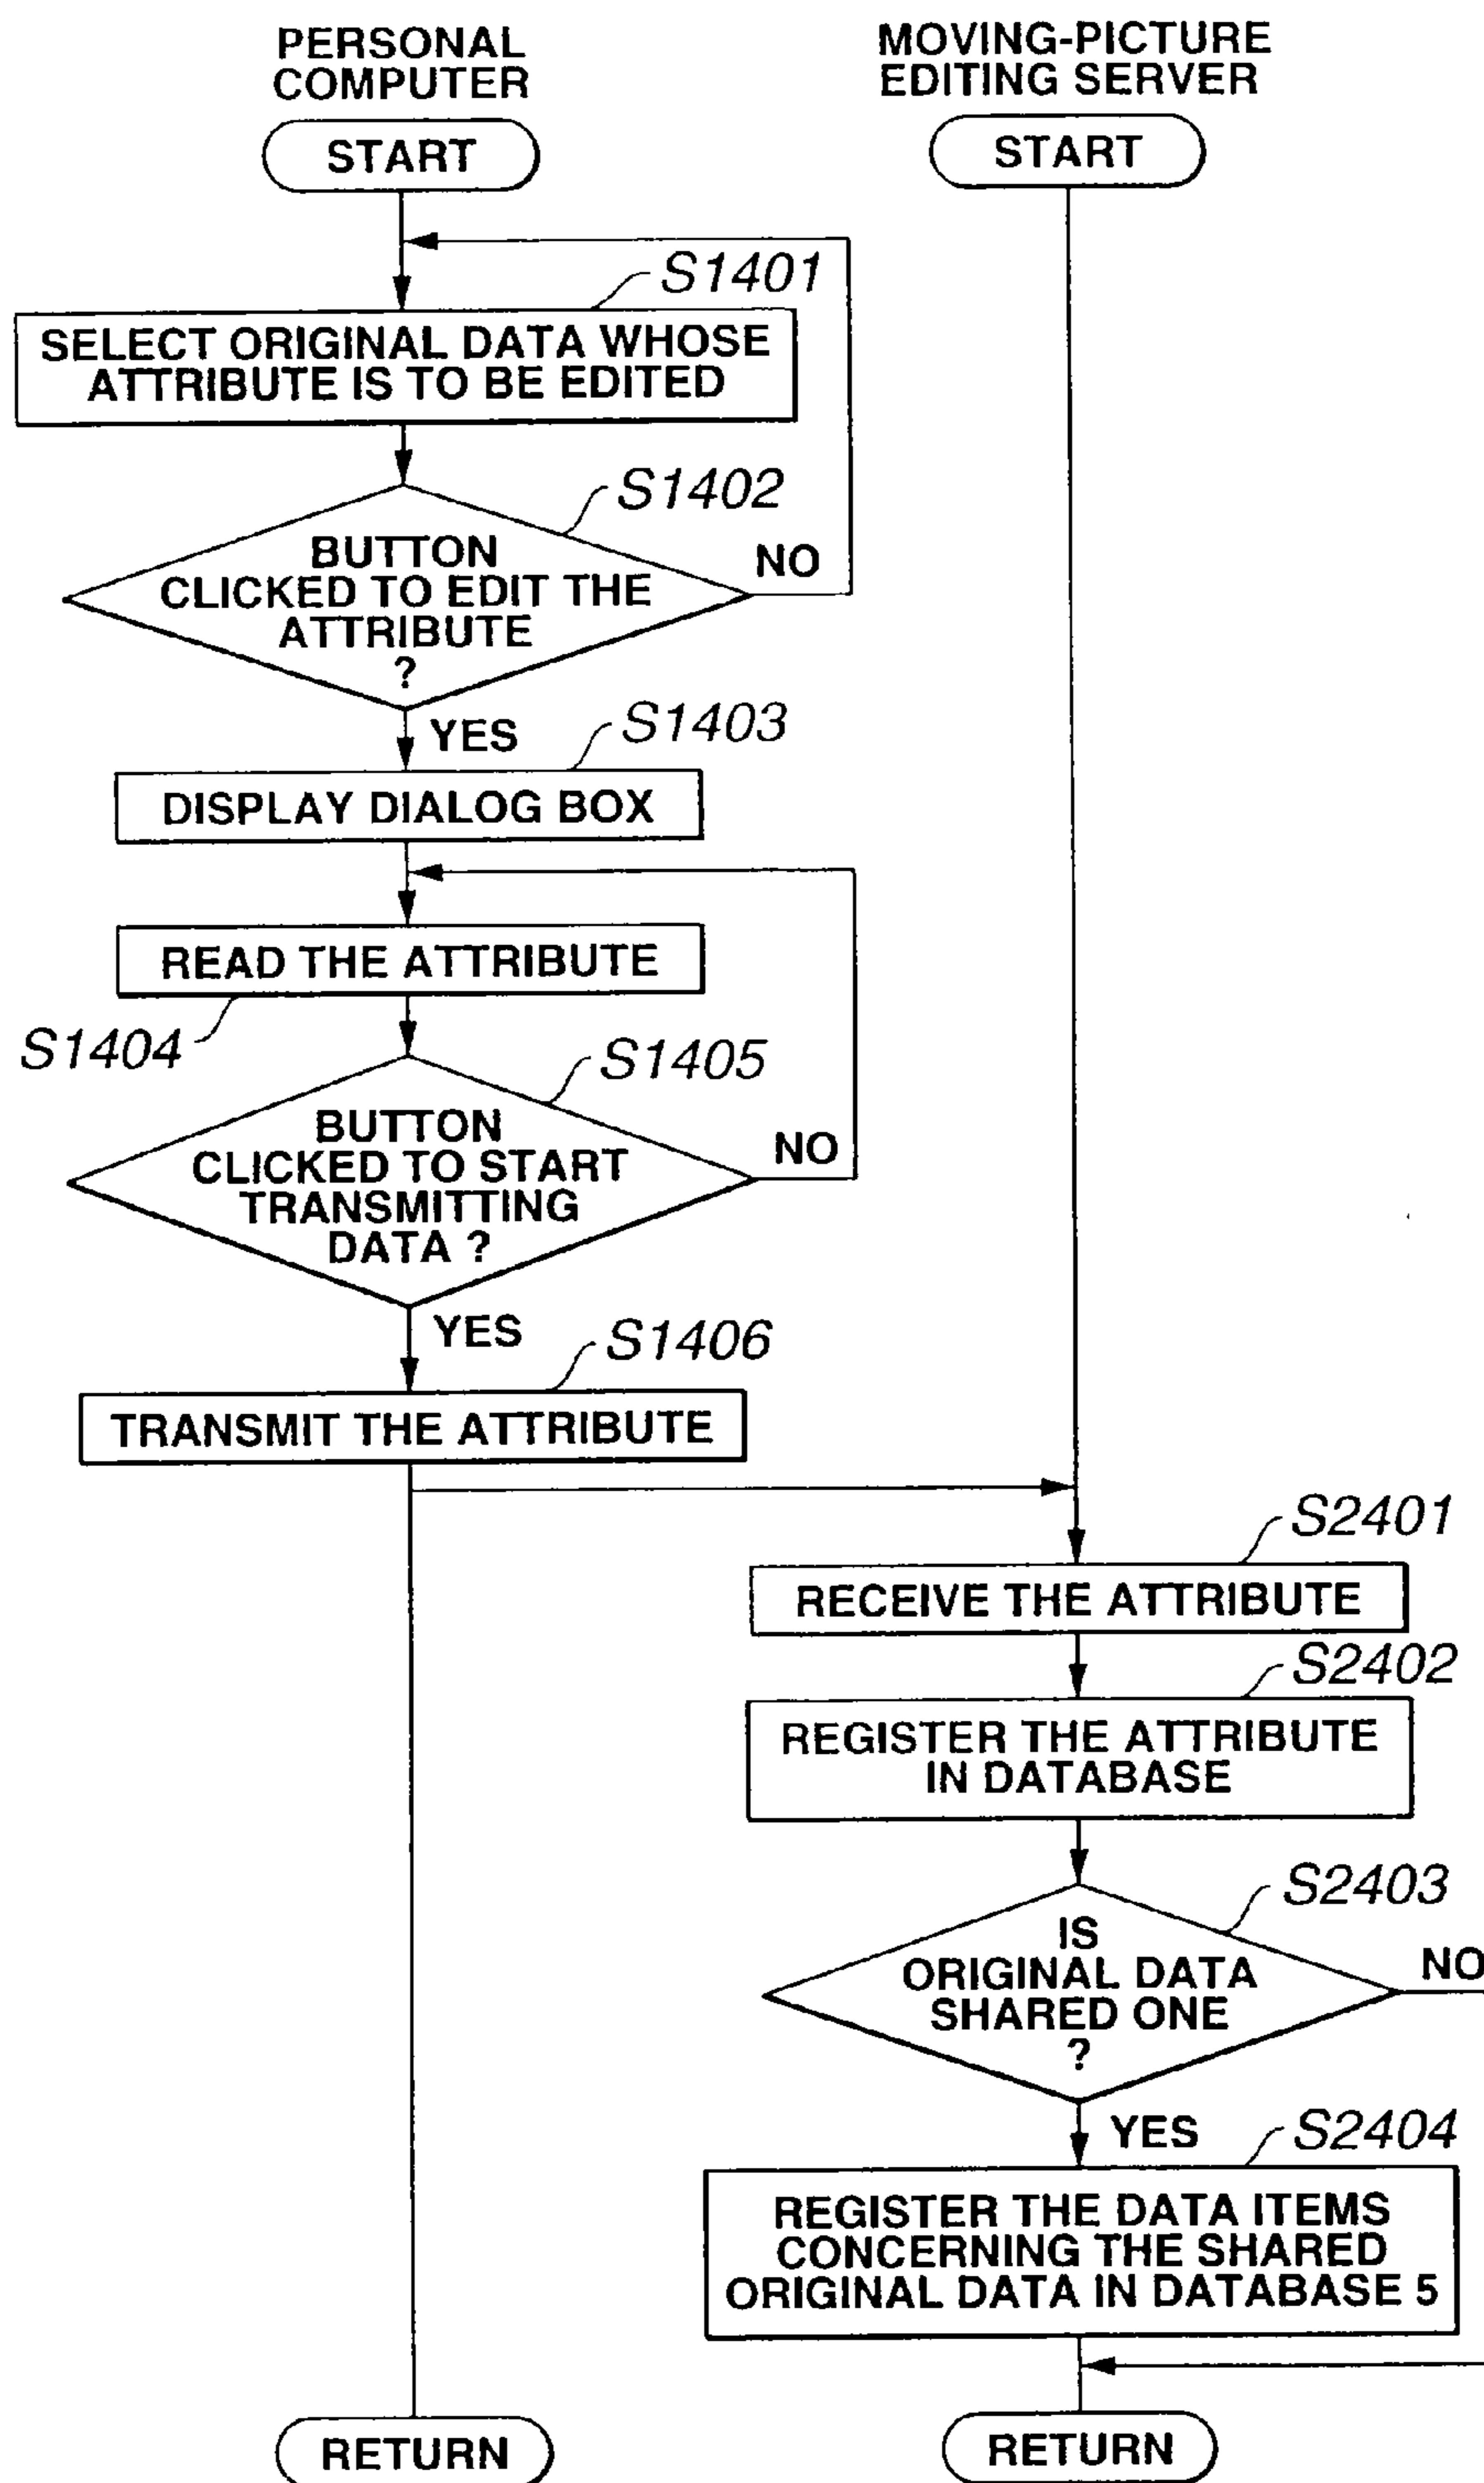 PERSONAL
COMPUTER
START
S1401
SELECT ORIGINAL DATA WHOSE
ATTRIBUTE IS TO BE EDITED
S1402
BUTTON
CLICKED TO EDIT THE
ATTRIBUTE
?
NO
YES
S1403
DISPLAY DIALOG BOX
READ THE ATTRIBUTE
S1404
S1405
BUTTON
CLICKED TO START
TRANSMITTING
DATA ?
NO
YES
S1406
TRANSMIT THE ATTRIBUTE
RETURN
MOVING-PICTURE
EDITING SERVER
START
S2401
RECEIVE THE ATTRIBUTE
S2402
REGISTER THE ATTRIBUTE
IN DATABASE
S2403
IS
ORIGINAL DATA
SHARED ONE
?
NO
YES
S2404
REGISTER THE DATA ITEMS
CONCERNING THE SHARED
ORIGINAL DATA IN DATABASE 5
RETURN